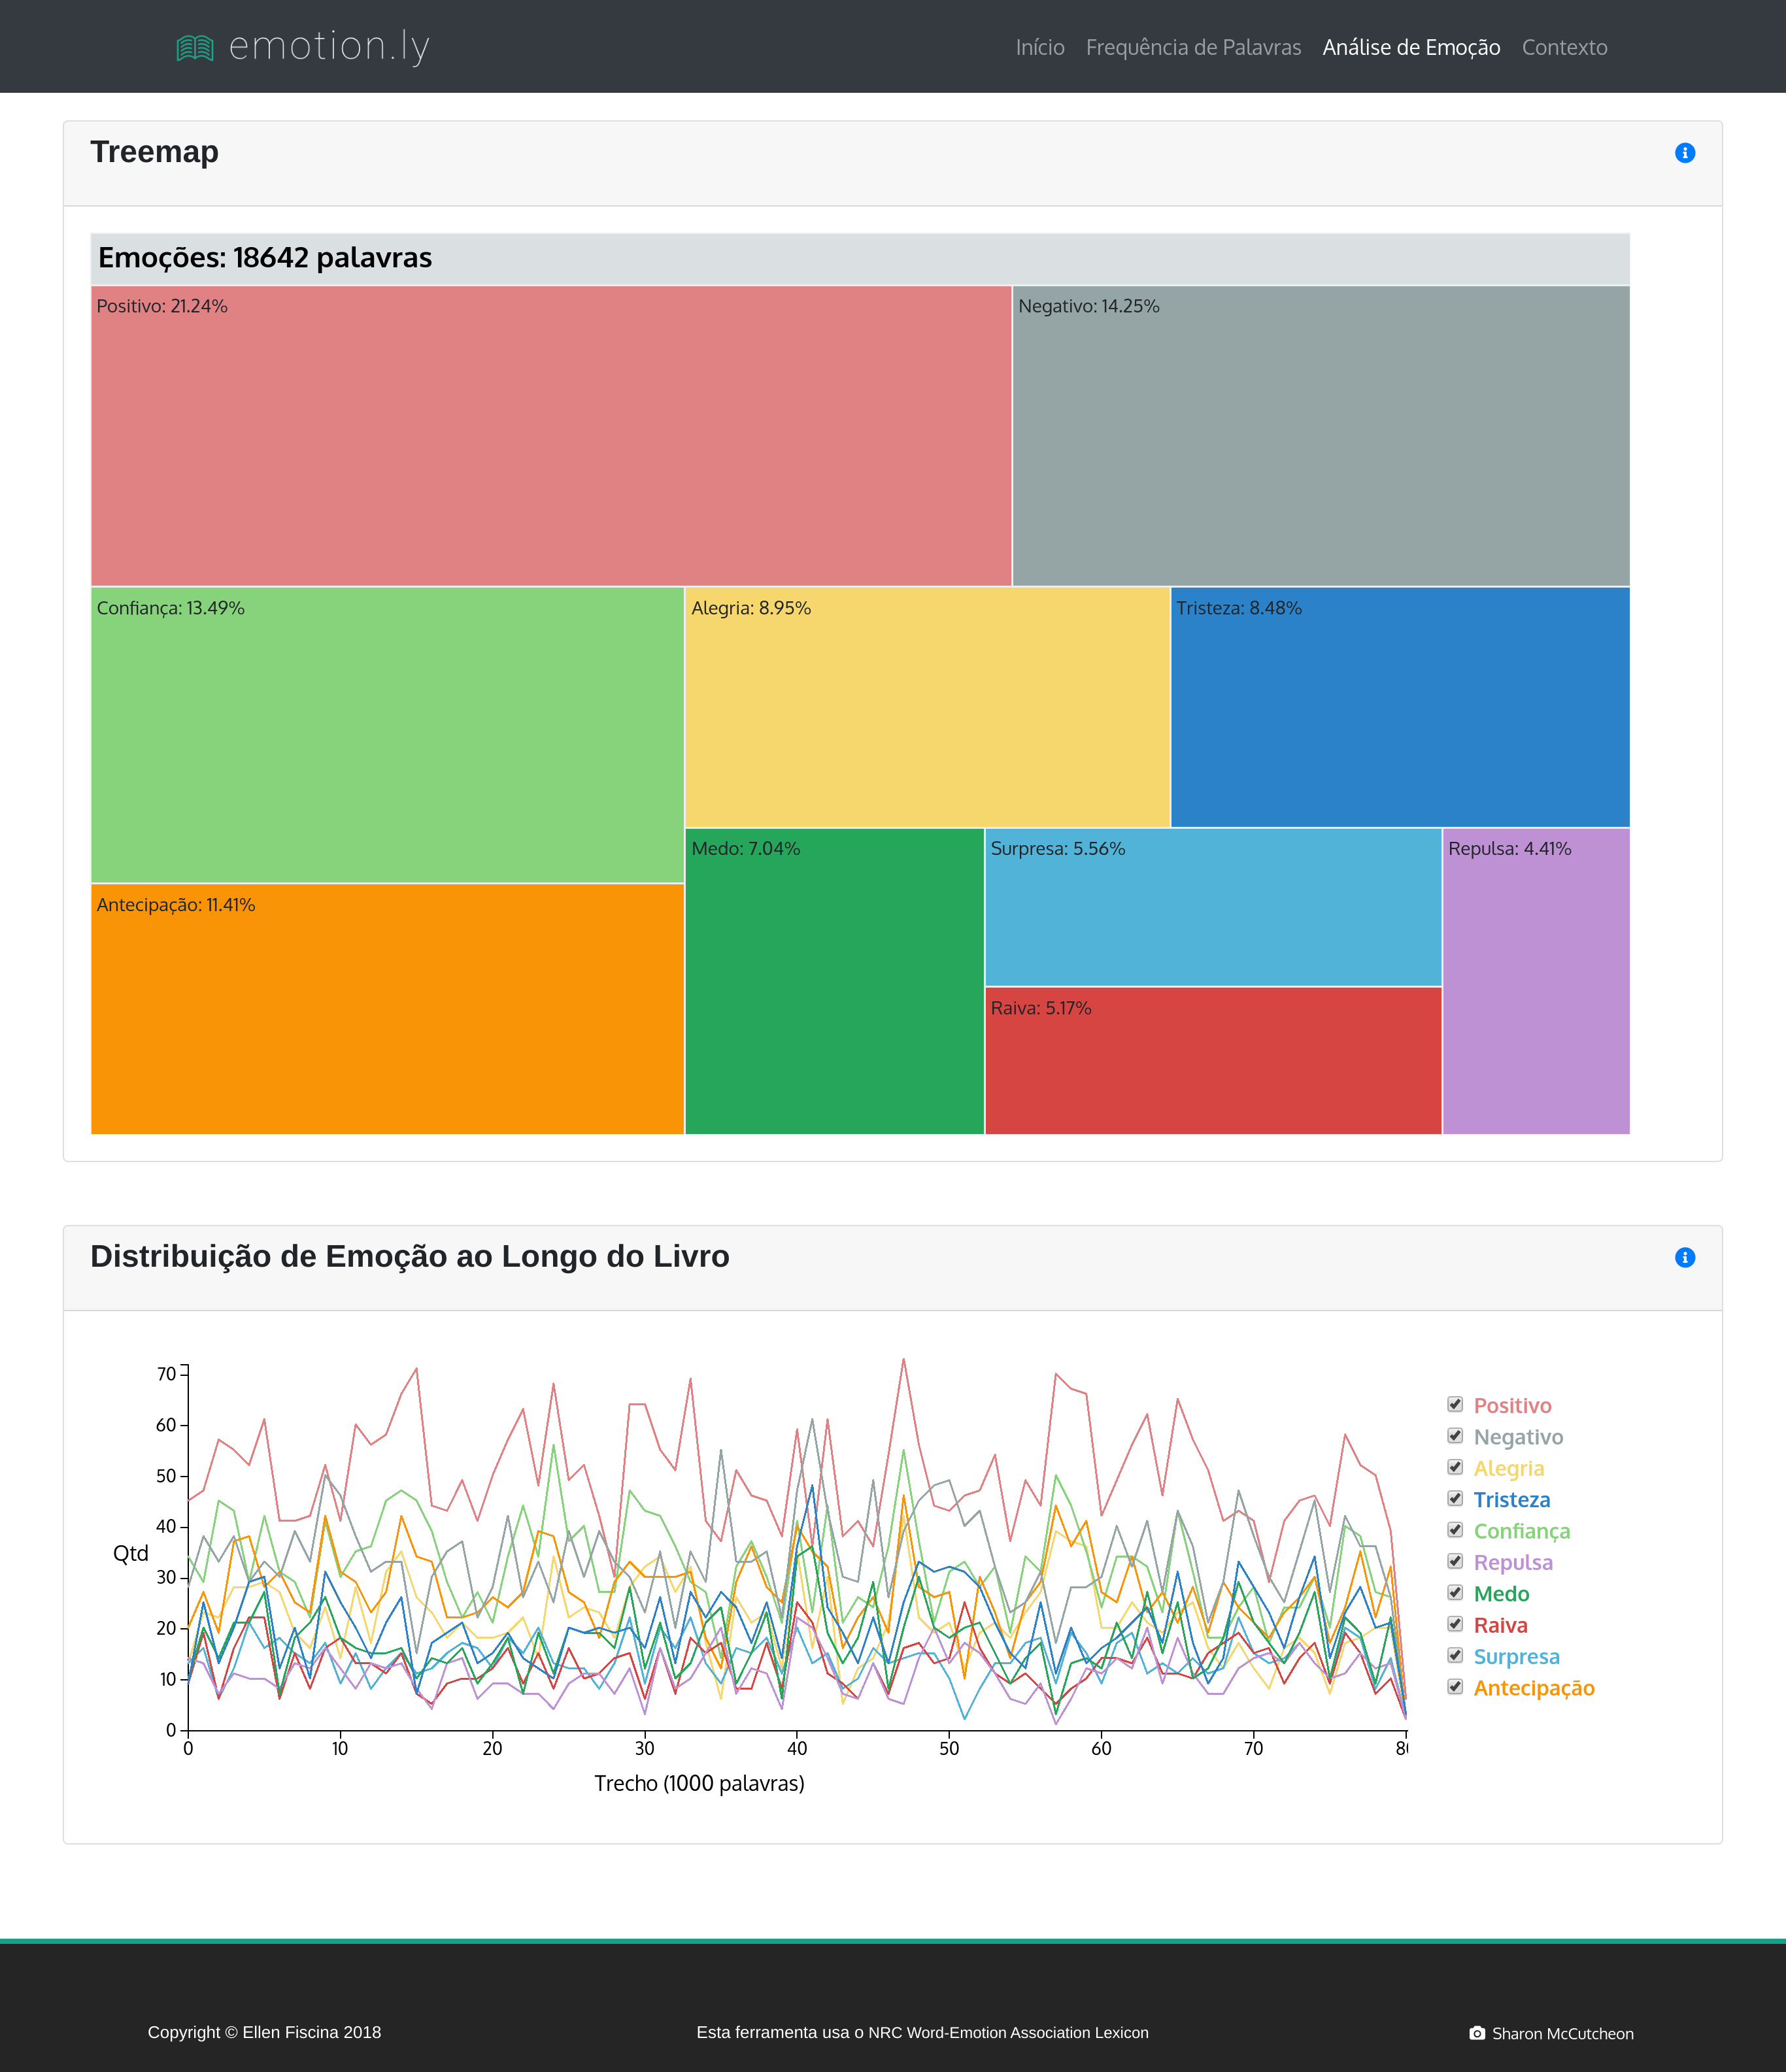 emotion.ly
Início Frequência de Palavras Análise de Emoção Contexto
Treemap
Emoções: 18642 palavras
Positivo: 21.24% Negativo: 14.25%
Confiança: 13.49% Alegria: 8.95% Tristeza: 8.48%
Medo: 7.04% Surpresa: 5.56% Repulsa: 4.41%
Antecipação: 11.41%
Raiva: 5.17%
Distribuição de Emoção ao Longo do Livro
70
60
50
40
30
20
10
0
Qtd
0 10 20 30 40 50 60 70 80
Trecho (1000 palavras)
Positivo
Negativo
Alegria
Tristeza
Confiança
Repulsa
Medo
Raiva
Surpresa
Antecipação
Copyright © Ellen Fiscina 2018 Esta ferramenta usa o NRC Word-Emotion Association Lexicon Sharon McCutcheon